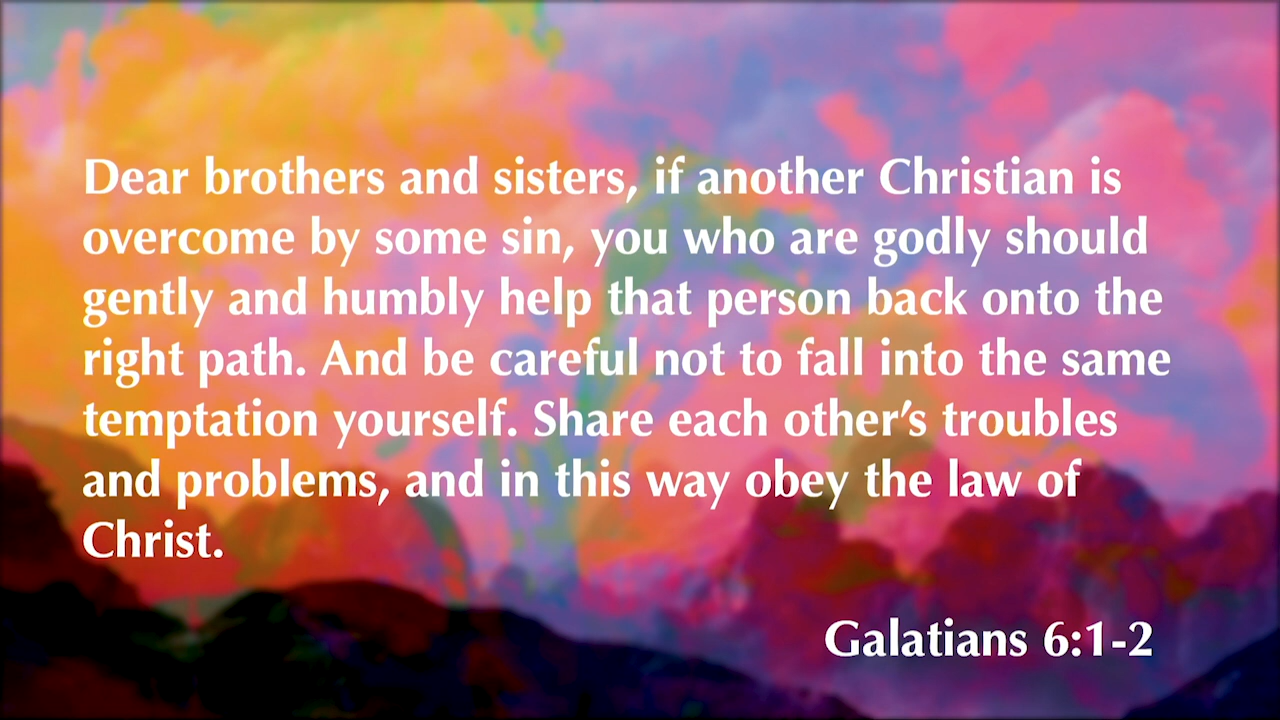 Dear brothers and sisters, if another Christian is
overcome by some sin, you who are godly should
gently and humbly help that person back onto the
right path. And be careful not to fall into the same
temptation yourself. Share each other’s troubles
and problems, and in this way obey the law of
Christ.
Galatians 6:1-2